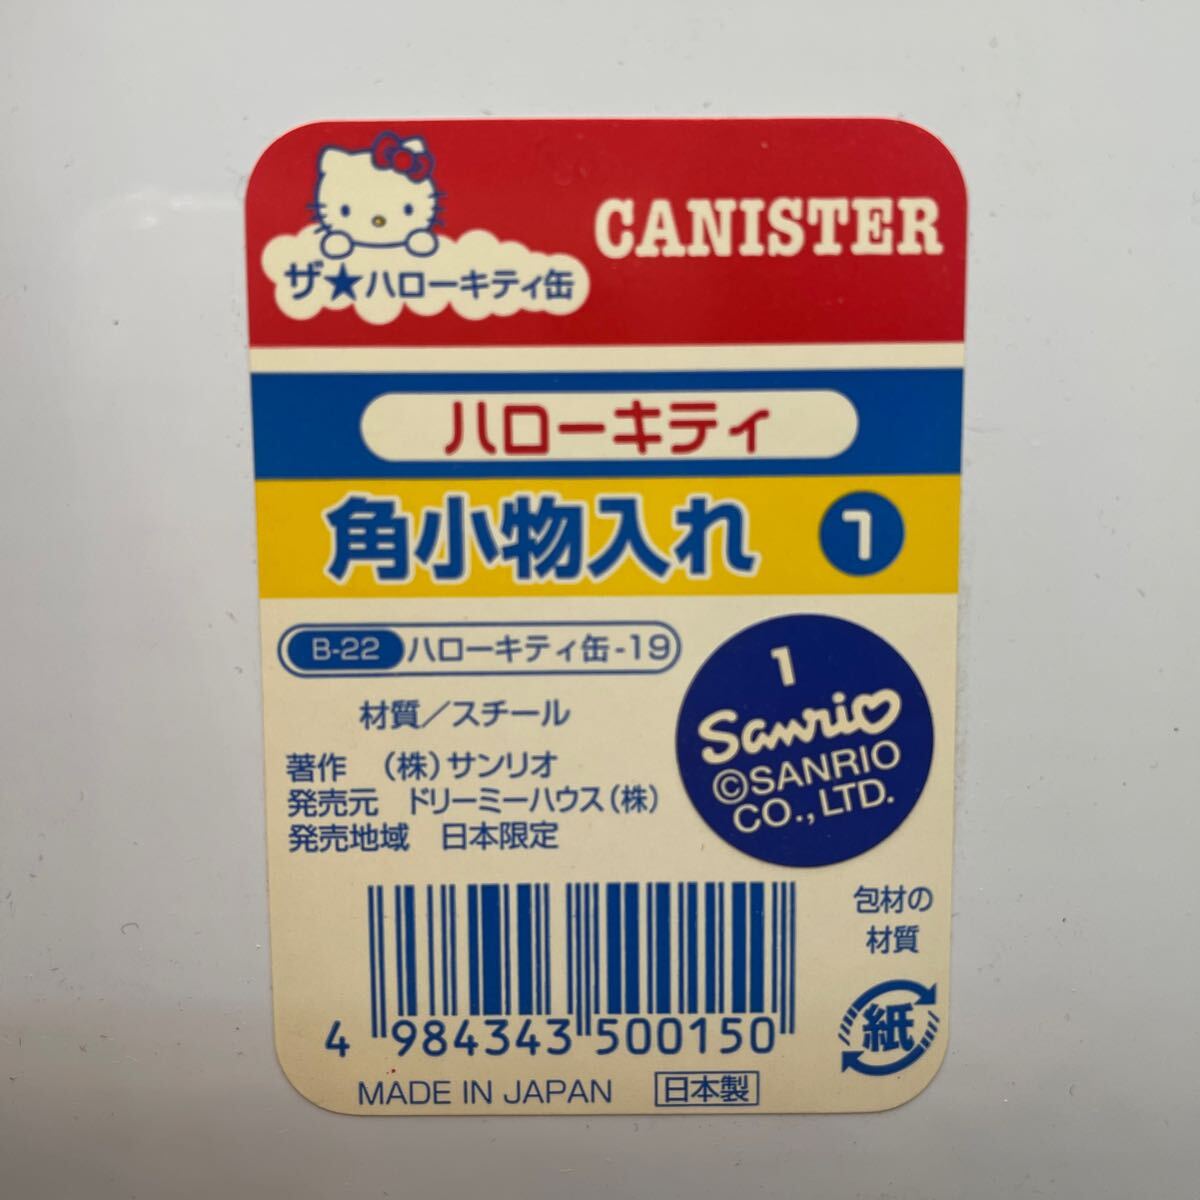 CANISTER
ザ★ハローキティ缶
ハローキティ
角小物入れ 1
B-22 ハローキティ缶-19
材質／スチール
著作 (株)サンリオ
発売元 ドリーミーハウス(株)
発売地域 日本限定
1
Sanrio
©SANRIO
CO., LTD.
包材の
材質
紙
4 984343 500150
MADE IN JAPAN 日本製